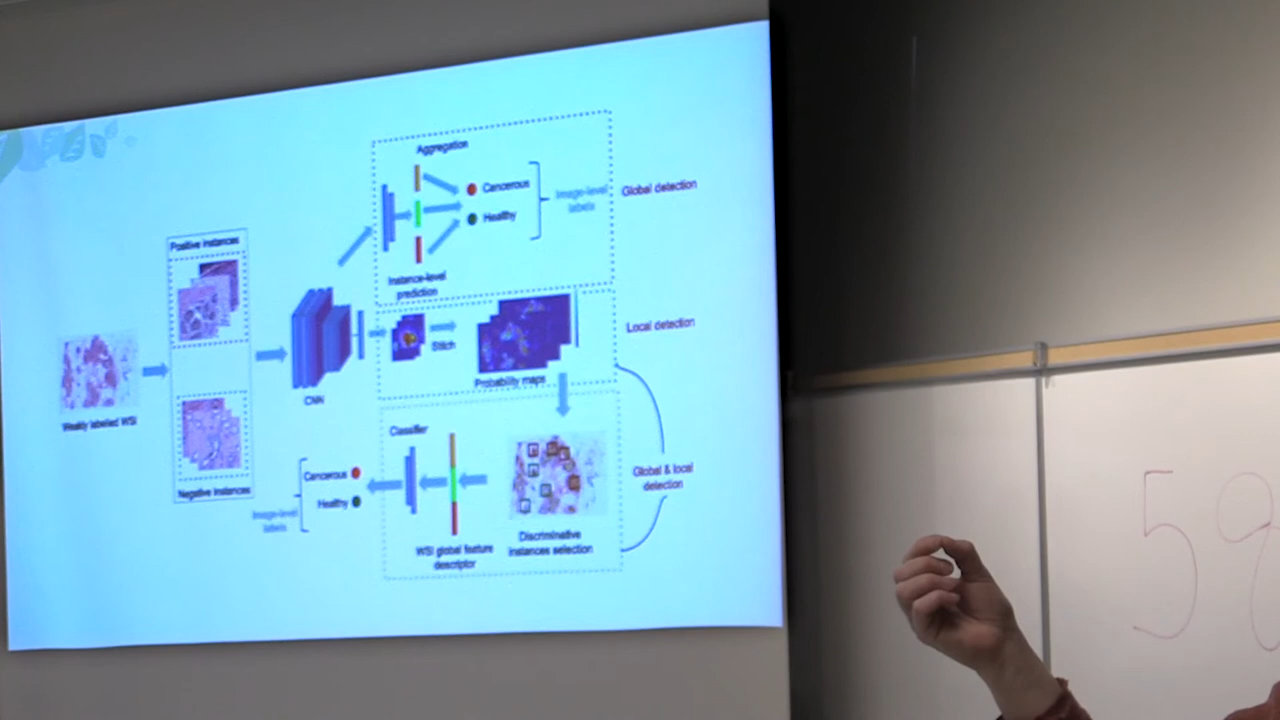 Aggregation
Cancerous
Healthy
Image-level
labels
Global detection
Instance-level
prediction
Positive instances
Weakly labelled WSI
Negative instances
CNN
Stitch
Probability maps
Local detection
Classifier
Cancerous
Healthy
Image-level
labels
WSI global feature
descriptor
Discriminative
instances selection
Global & local
detection
5